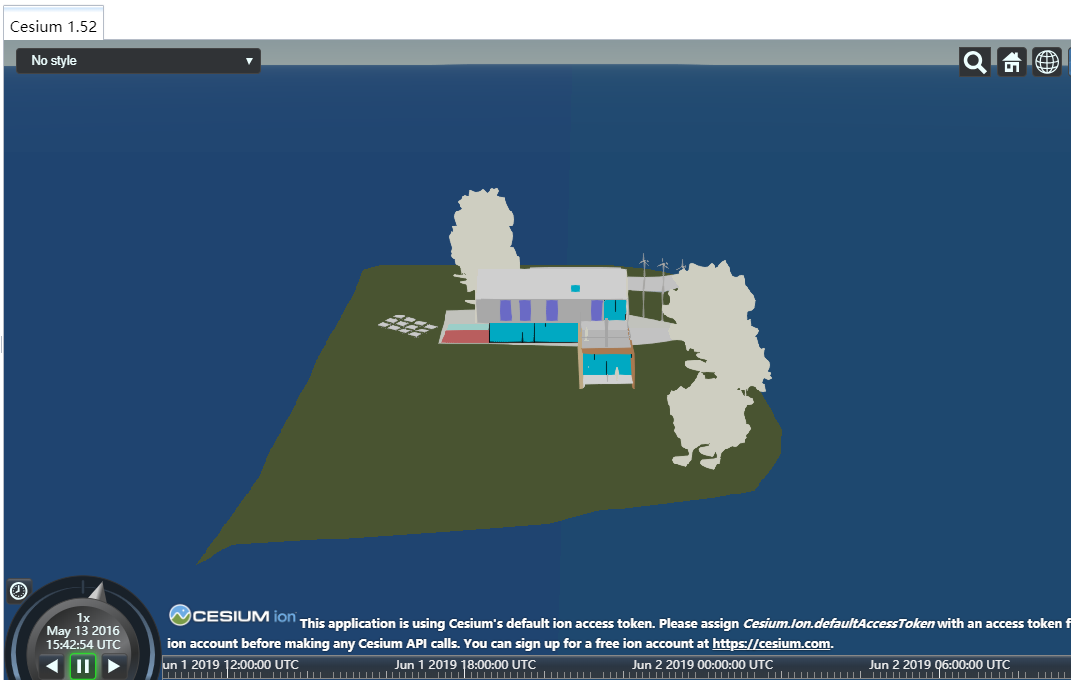 Cesium 1.52
No style
1x
May 13 2016
15:42:54 UTC
CESIUM ion This application is using Cesium's default ion access token. Please assign Cesium.Ion.defaultAccessToken with an access token f
ion account before making any Cesium API calls. You can sign up for a free ion account at https://cesium.com.
un 1 2019 12:00:00 UTC Jun 1 2019 18:00:00 UTC Jun 2 2019 00:00:00 UTC Jun 2 2019 06:00:00 UTC